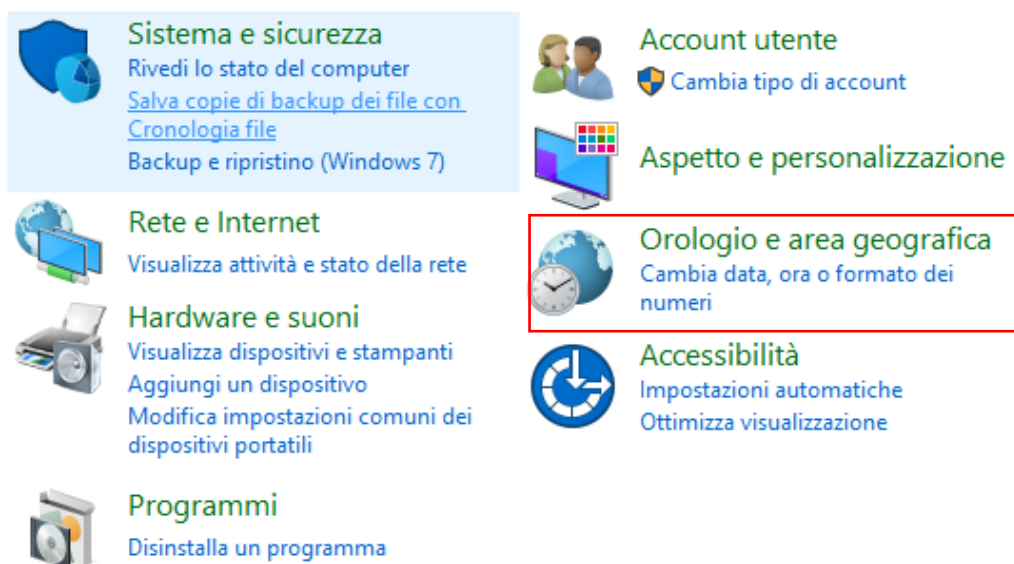 Sistema e sicurezza
Rivedi lo stato del computer
Salva copie di backup dei file con
Cronologia file
Backup e ripristino (Windows 7)
Rete e Internet
Visualizza attività e stato della rete
Hardware e suoni
Visualizza dispositivi e stampanti
Aggiungi un dispositivo
Modifica impostazioni comuni dei
dispositivi portatili
Programmi
Disinstalla un programma
Account utente
Cambia tipo di account
Aspetto e personalizzazione
Orologio e area geografica
Cambia data, ora o formato dei
numeri
Accessibilità
Impostazioni automatiche
Ottimizza visualizzazione